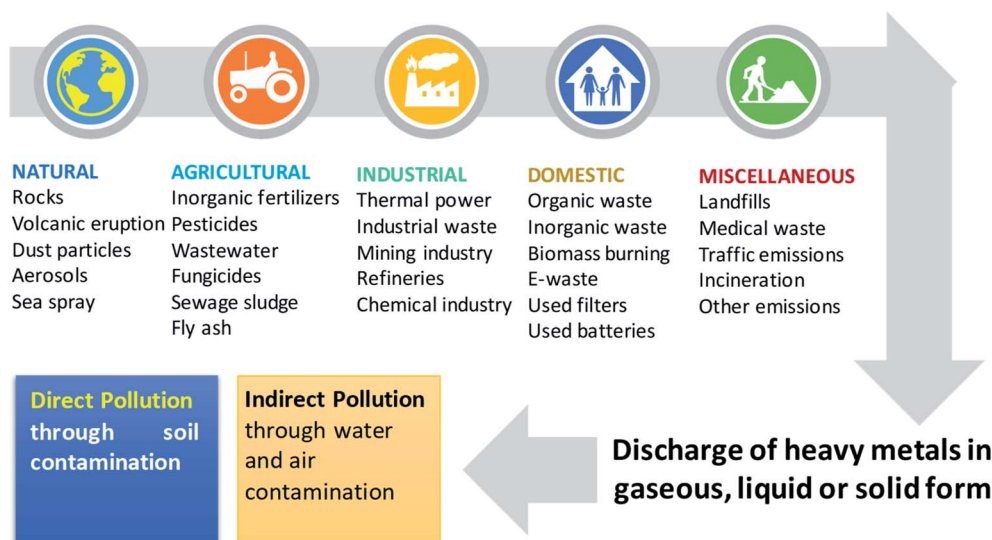 NATURAL
Rocks
Volcanic eruption
Dust particles
Aerosols
Sea spray
AGRICULTURAL
Inorganic fertilizers
Pesticides
Wastewater
Fungicides
Sewage sludge
Fly ash
INDUSTRIAL
Thermal power
Industrial waste
Mining industry
Refineries
Chemical industry
DOMESTIC
Organic waste
Inorganic waste
Biomass burning
E-waste
Used filters
Used batteries
MISCELLANEOUS
Landfills
Medical waste
Traffic emissions
Incineration
Other emissions
Direct Pollution
through soil
contamination
Indirect Pollution
through water
and air
contamination
Discharge of heavy metals in
gaseous, liquid or solid form